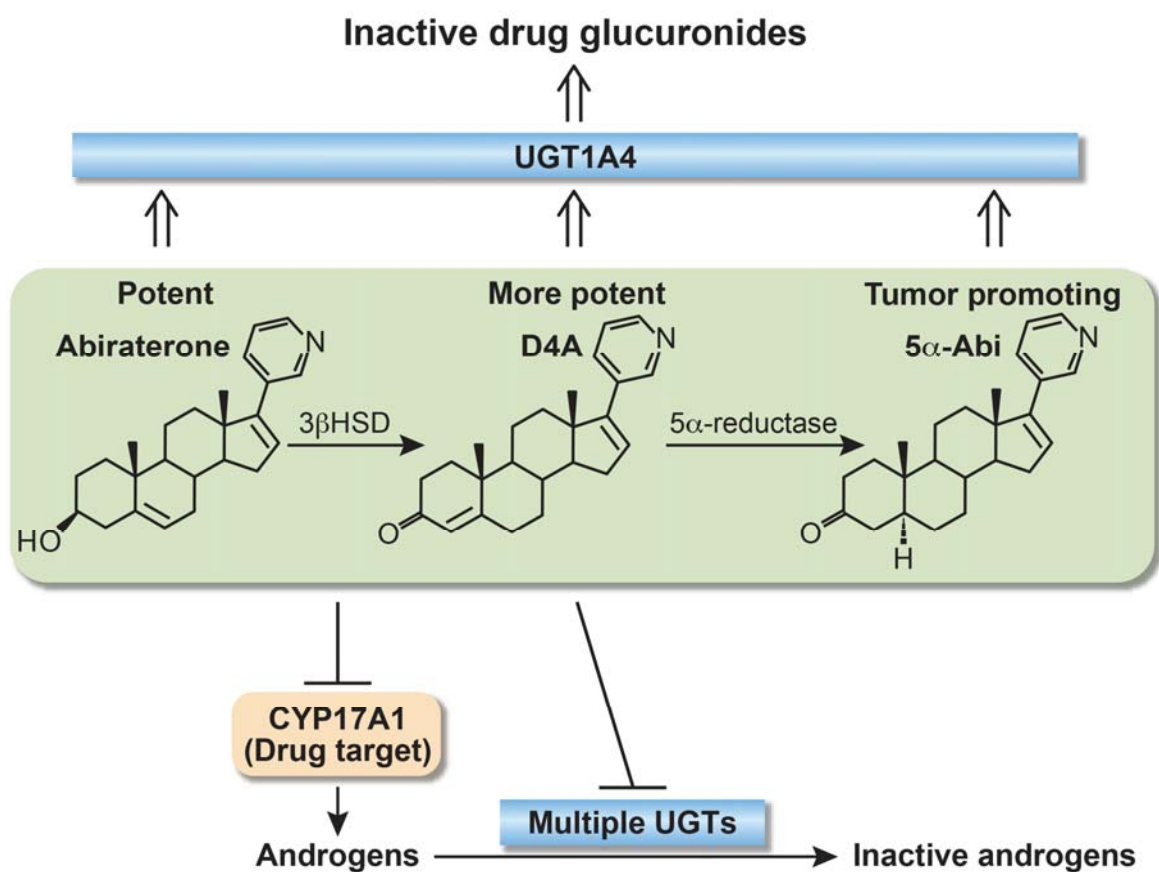 Inactive drug glucuronides
UGT1A4
Potent
Abiraterone
N
HO
3βHSD
More potent
D4A
N
O
5α-reductase
Tumor promoting
5α-Abi
N
O
H
CYP17A1
(Drug target)
Androgens
Multiple UGTs
Inactive androgens